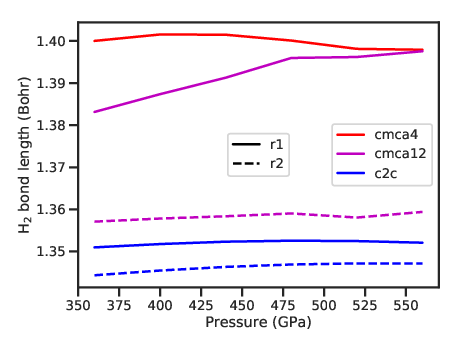 1.40
1.39
1.38
1.37
1.36
1.35
H₂ bond length (Bohr)
r1
r2
cmca4
cmca12
c2c
350 375 400 425 450 475 500 525 550
Pressure (GPa)